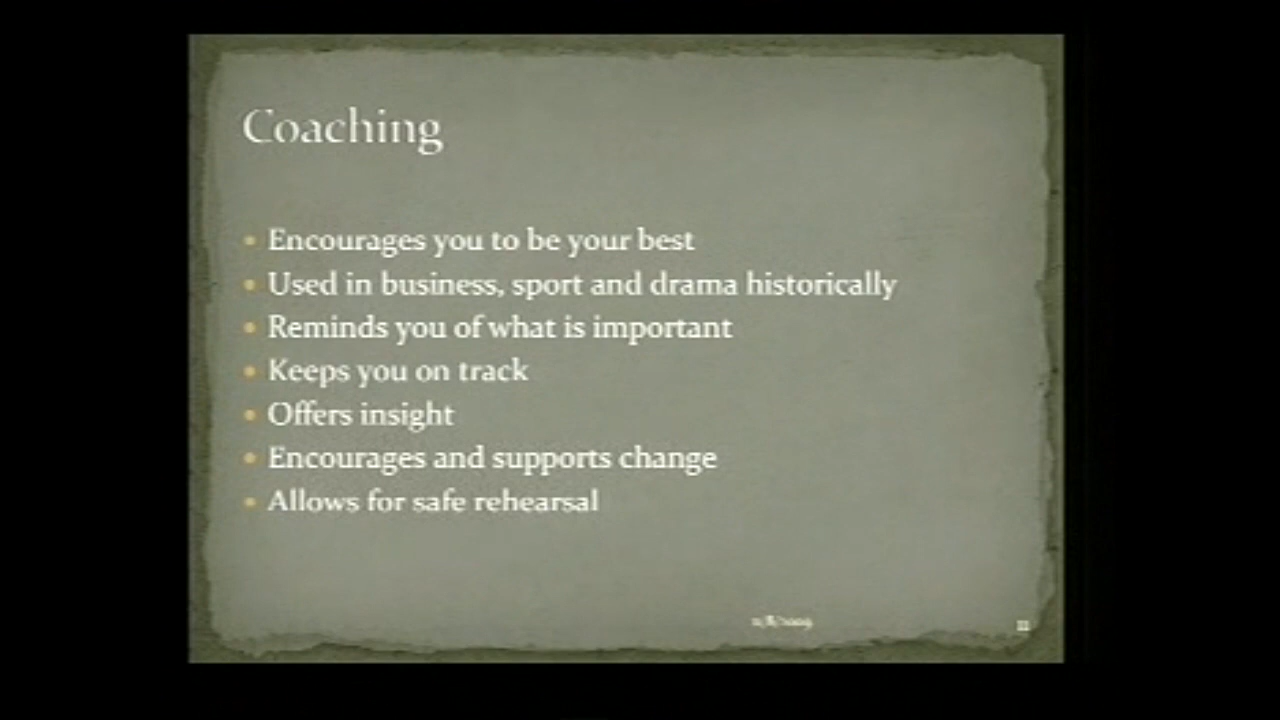 Coaching
Encourages you to be your best
Used in business, sport and drama historically
Reminds you of what is important
Keeps you on track
Offers insight
Encourages and supports change
Allows for safe rehearsal